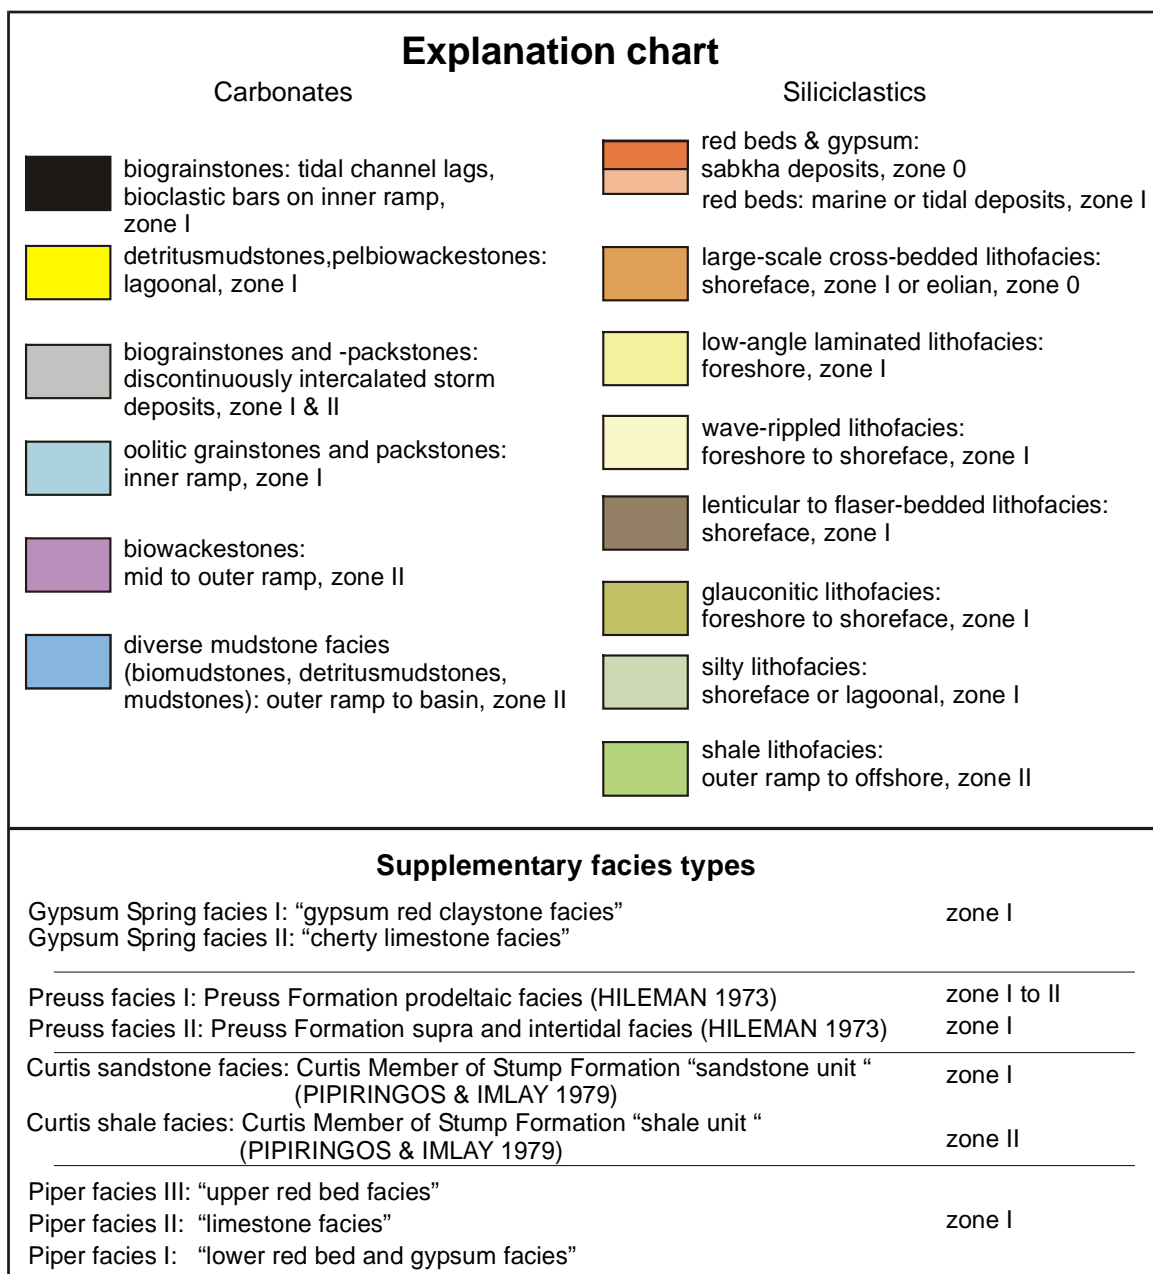 Explanation chart
Carbonates
biograinstones: tidal channel lags,
bioclastic bars on inner ramp,
zone I
detritusmudstones,pelbiowackestones:
lagoonal, zone I
biograinstones and -packstones:
discontinuously intercalated storm
deposits, zone I & II
oolitic grainstones and packstones:
inner ramp, zone I
biowackestones:
mid to outer ramp, zone II
diverse mudstone facies
(biomudstones, detritusmudstones,
mudstones): outer ramp to basin, zone II
Siliciclastics
red beds & gypsum:
sabkha deposits, zone 0
red beds: marine or tidal deposits, zone I
large-scale cross-bedded lithofacies:
shoreface, zone I or eolian, zone 0
low-angle laminated lithofacies:
foreshore, zone I
wave-rippled lithofacies:
foreshore to shoreface, zone I
lenticular to flaser-bedded lithofacies:
shoreface, zone I
glauconitic lithofacies:
foreshore to shoreface, zone I
silty lithofacies:
shoreface or lagoonal, zone I
shale lithofacies:
outer ramp to offshore, zone II
Supplementary facies types
Gypsum Spring facies I: “gypsum red claystone facies” zone I
Gypsum Spring facies II: “cherty limestone facies”
Preuss facies I: Preuss Formation prodeltaic facies (HILEMAN 1973) zone I to II
Preuss facies II: Preuss Formation supra and intertidal facies (HILEMAN 1973) zone I
Curtis sandstone facies: Curtis Member of Stump Formation “sandstone unit “ zone I
(PIPIRINGOS & IMLAY 1979)
Curtis shale facies: Curtis Member of Stump Formation “shale unit “ zone II
(PIPIRINGOS & IMLAY 1979)
Piper facies III: “upper red bed facies”
Piper facies II: “limestone facies” zone I
Piper facies I: “lower red bed and gypsum facies”